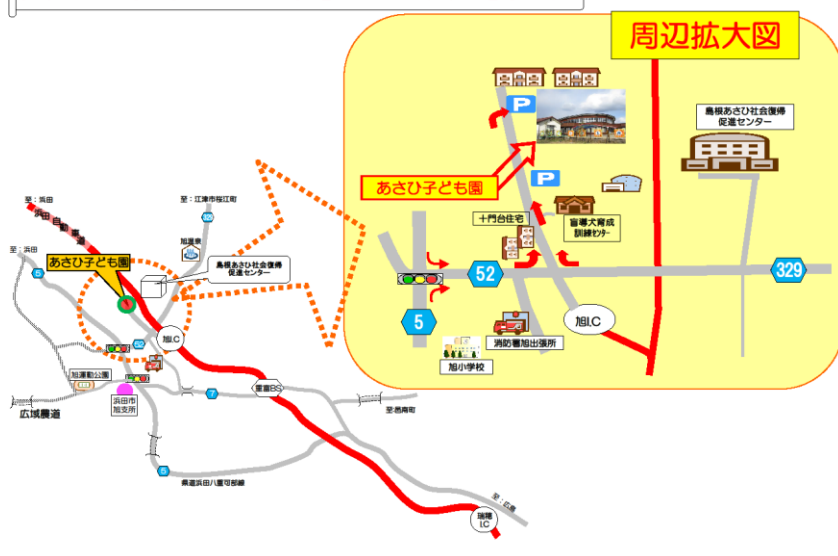 周辺拡大図
島根あさひ社会復帰
促進センター
P
あさひ子ども園
P
十門台住宅
盲導犬育成
訓練センター
52
329
5
旭I.C
消防署旭出張所
旭小学校
至：浜田
浜田自動車道
至：江津市桜江町
旭温泉
至：浜田
あさひ子ども園
島根あさひ社会復帰
促進センター
5
52
旭I.C
旭運動公園
浜田市
旭支所
広域農道
7
重富BS
至：邑南町
5
県道浜田八重可部線
至：広島
瑞穂
I.C